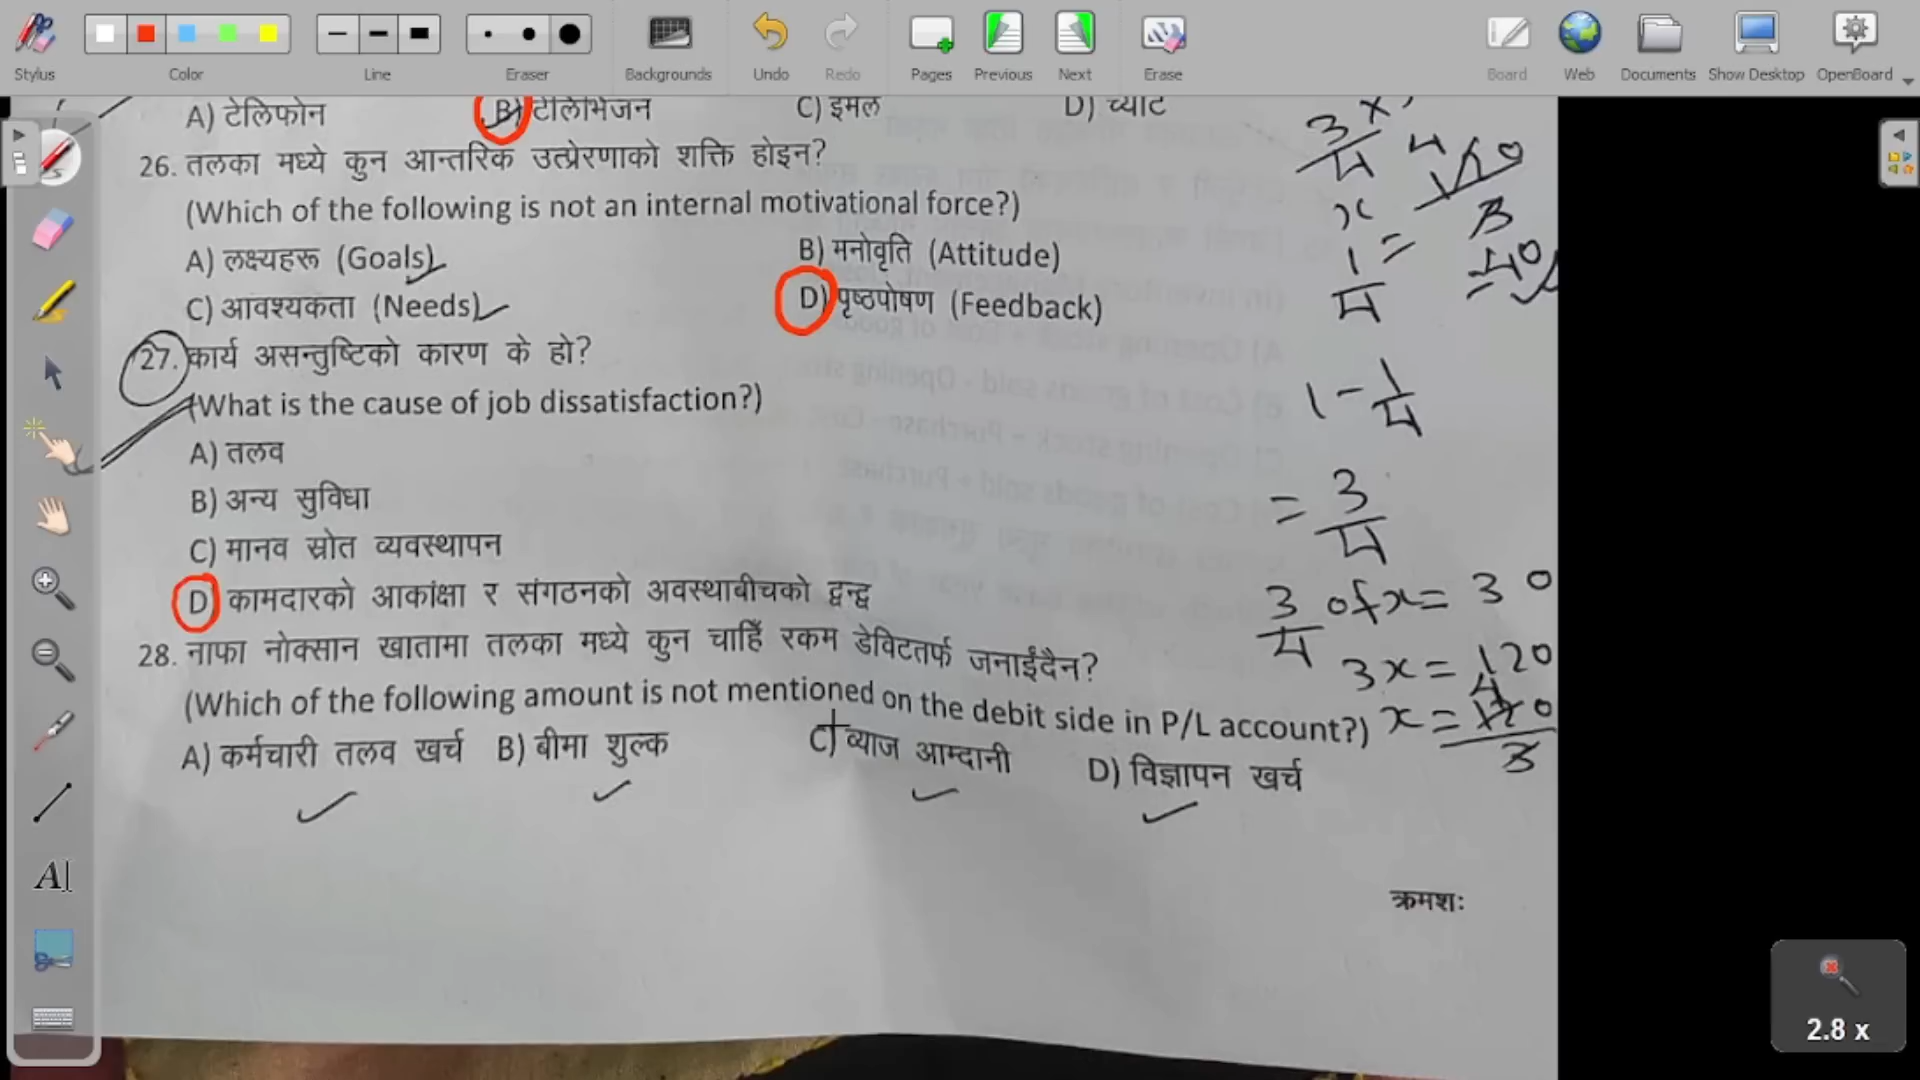 Stylus
Color
Line
Eraser
Backgrounds
Undo
Redo
Pages
Previous
Next
Erase
Board
Web
Documents
Show Desktop
OpenBoard
A) टेलिफोन B) टेलिभिजन C) इमेल D) च्याट
26. तलका मध्ये कुन आन्तरिक उत्प्रेरणाको शक्ति होइन?
(Which of the following is not an internal motivational force?)
A) लक्ष्यहरू (Goals) B) मनोवृति (Attitude)
C) आवश्यकता (Needs) D) पृष्ठपोषण (Feedback)
27. कार्य असन्तुष्टिको कारण के हो?
(What is the cause of job dissatisfaction?)
A) तलव
B) अन्य सुविधा
C) मानव स्रोत व्यवस्थापन
D) कामदारको आकांक्षा र संगठनको अवस्थाबीचको द्वन्द्व
28. नाफा नोक्सान खातामा तलका मध्ये कुन चाहिँ रकम डेविटतर्फ जनाईंदैन?
(Which of the following amount is not mentioned on the debit side in P/L account?)
A) कर्मचारी तलव खर्च B) बीमा शुल्क C) व्याज आम्दानी D) विज्ञापन खर्च
क्रमशः
1 - 1/4
= 3/4
3/4 of x = 30
3x = 120
x = 120/3
A
2.8 x